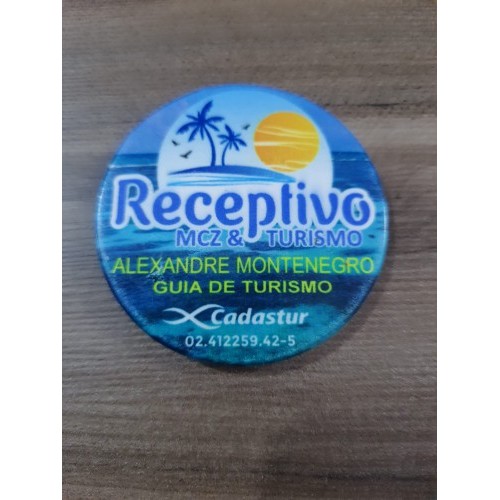 Receptivo
MCZ & TURISMO
ALEXANDRE MONTENEGRO
GUIA DE TURISMO
Cadastur
02.412259.42-5